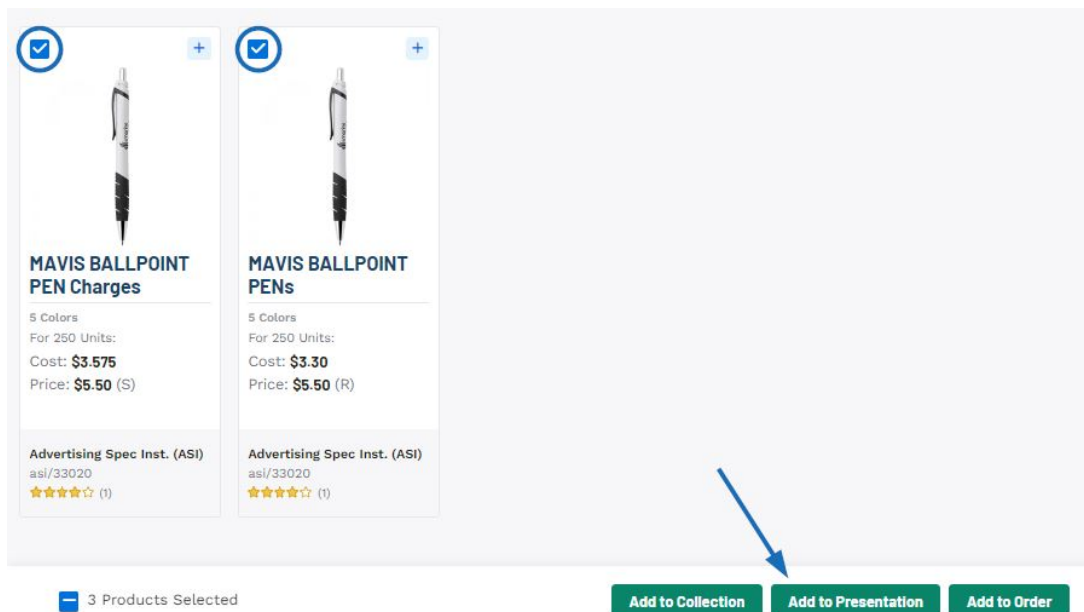 MAVIS BALLPOINT
PEN Charges
5 Colors
For 250 Units:
Cost: $3.575
Price: $5.50 (S)
Advertising Spec Inst. (ASI)
asi/33020
(1)
MAVIS BALLPOINT
PENs
5 Colors
For 250 Units:
Cost: $3.30
Price: $5.50 (R)
Advertising Spec Inst. (ASI)
asi/33020
(1)
3 Products Selected
Add to Collection
Add to Presentation
Add to Order